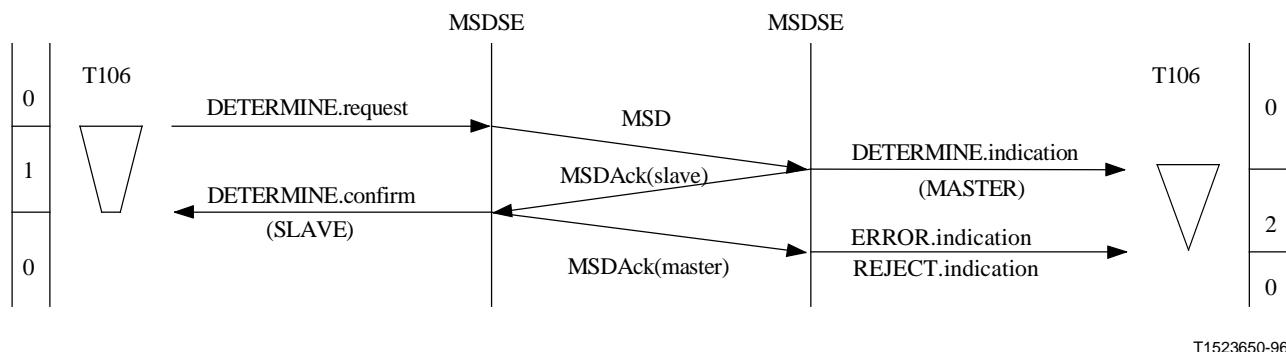 MSDSE MSDSE
T106 T106
0 0
DETERMINE.request
MSD
1
DETERMINE.indication
MSDAck(slave)
DETERMINE.confirm
(MASTER)
(SLAVE)
2
ERROR.indication
MSDAck(master)
REJECT.indication
0 0
T1523650-96